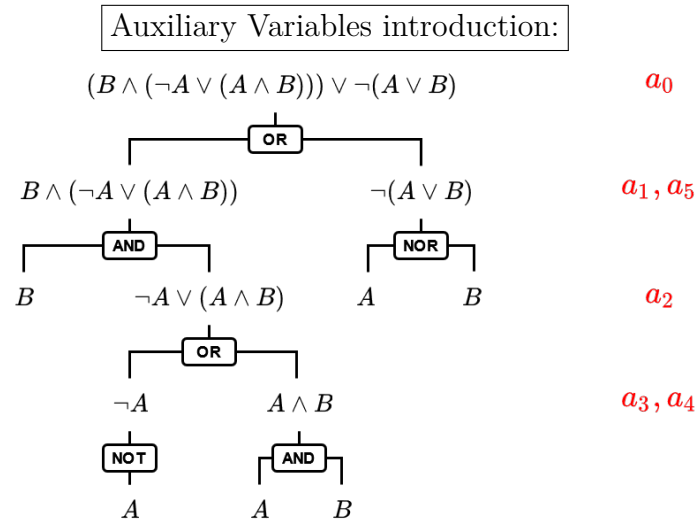 Auxiliary Variables introduction:
(B ∧ (¬A ∨ (A ∧ B))) ∨ ¬(A ∨ B) a₀
OR
B ∧ (¬A ∨ (A ∧ B)) ¬(A ∨ B) a₁, a₅
AND NOR
B ¬A ∨ (A ∧ B) A B a₂
OR
¬A A ∧ B a₃, a₄
NOT AND
A A B